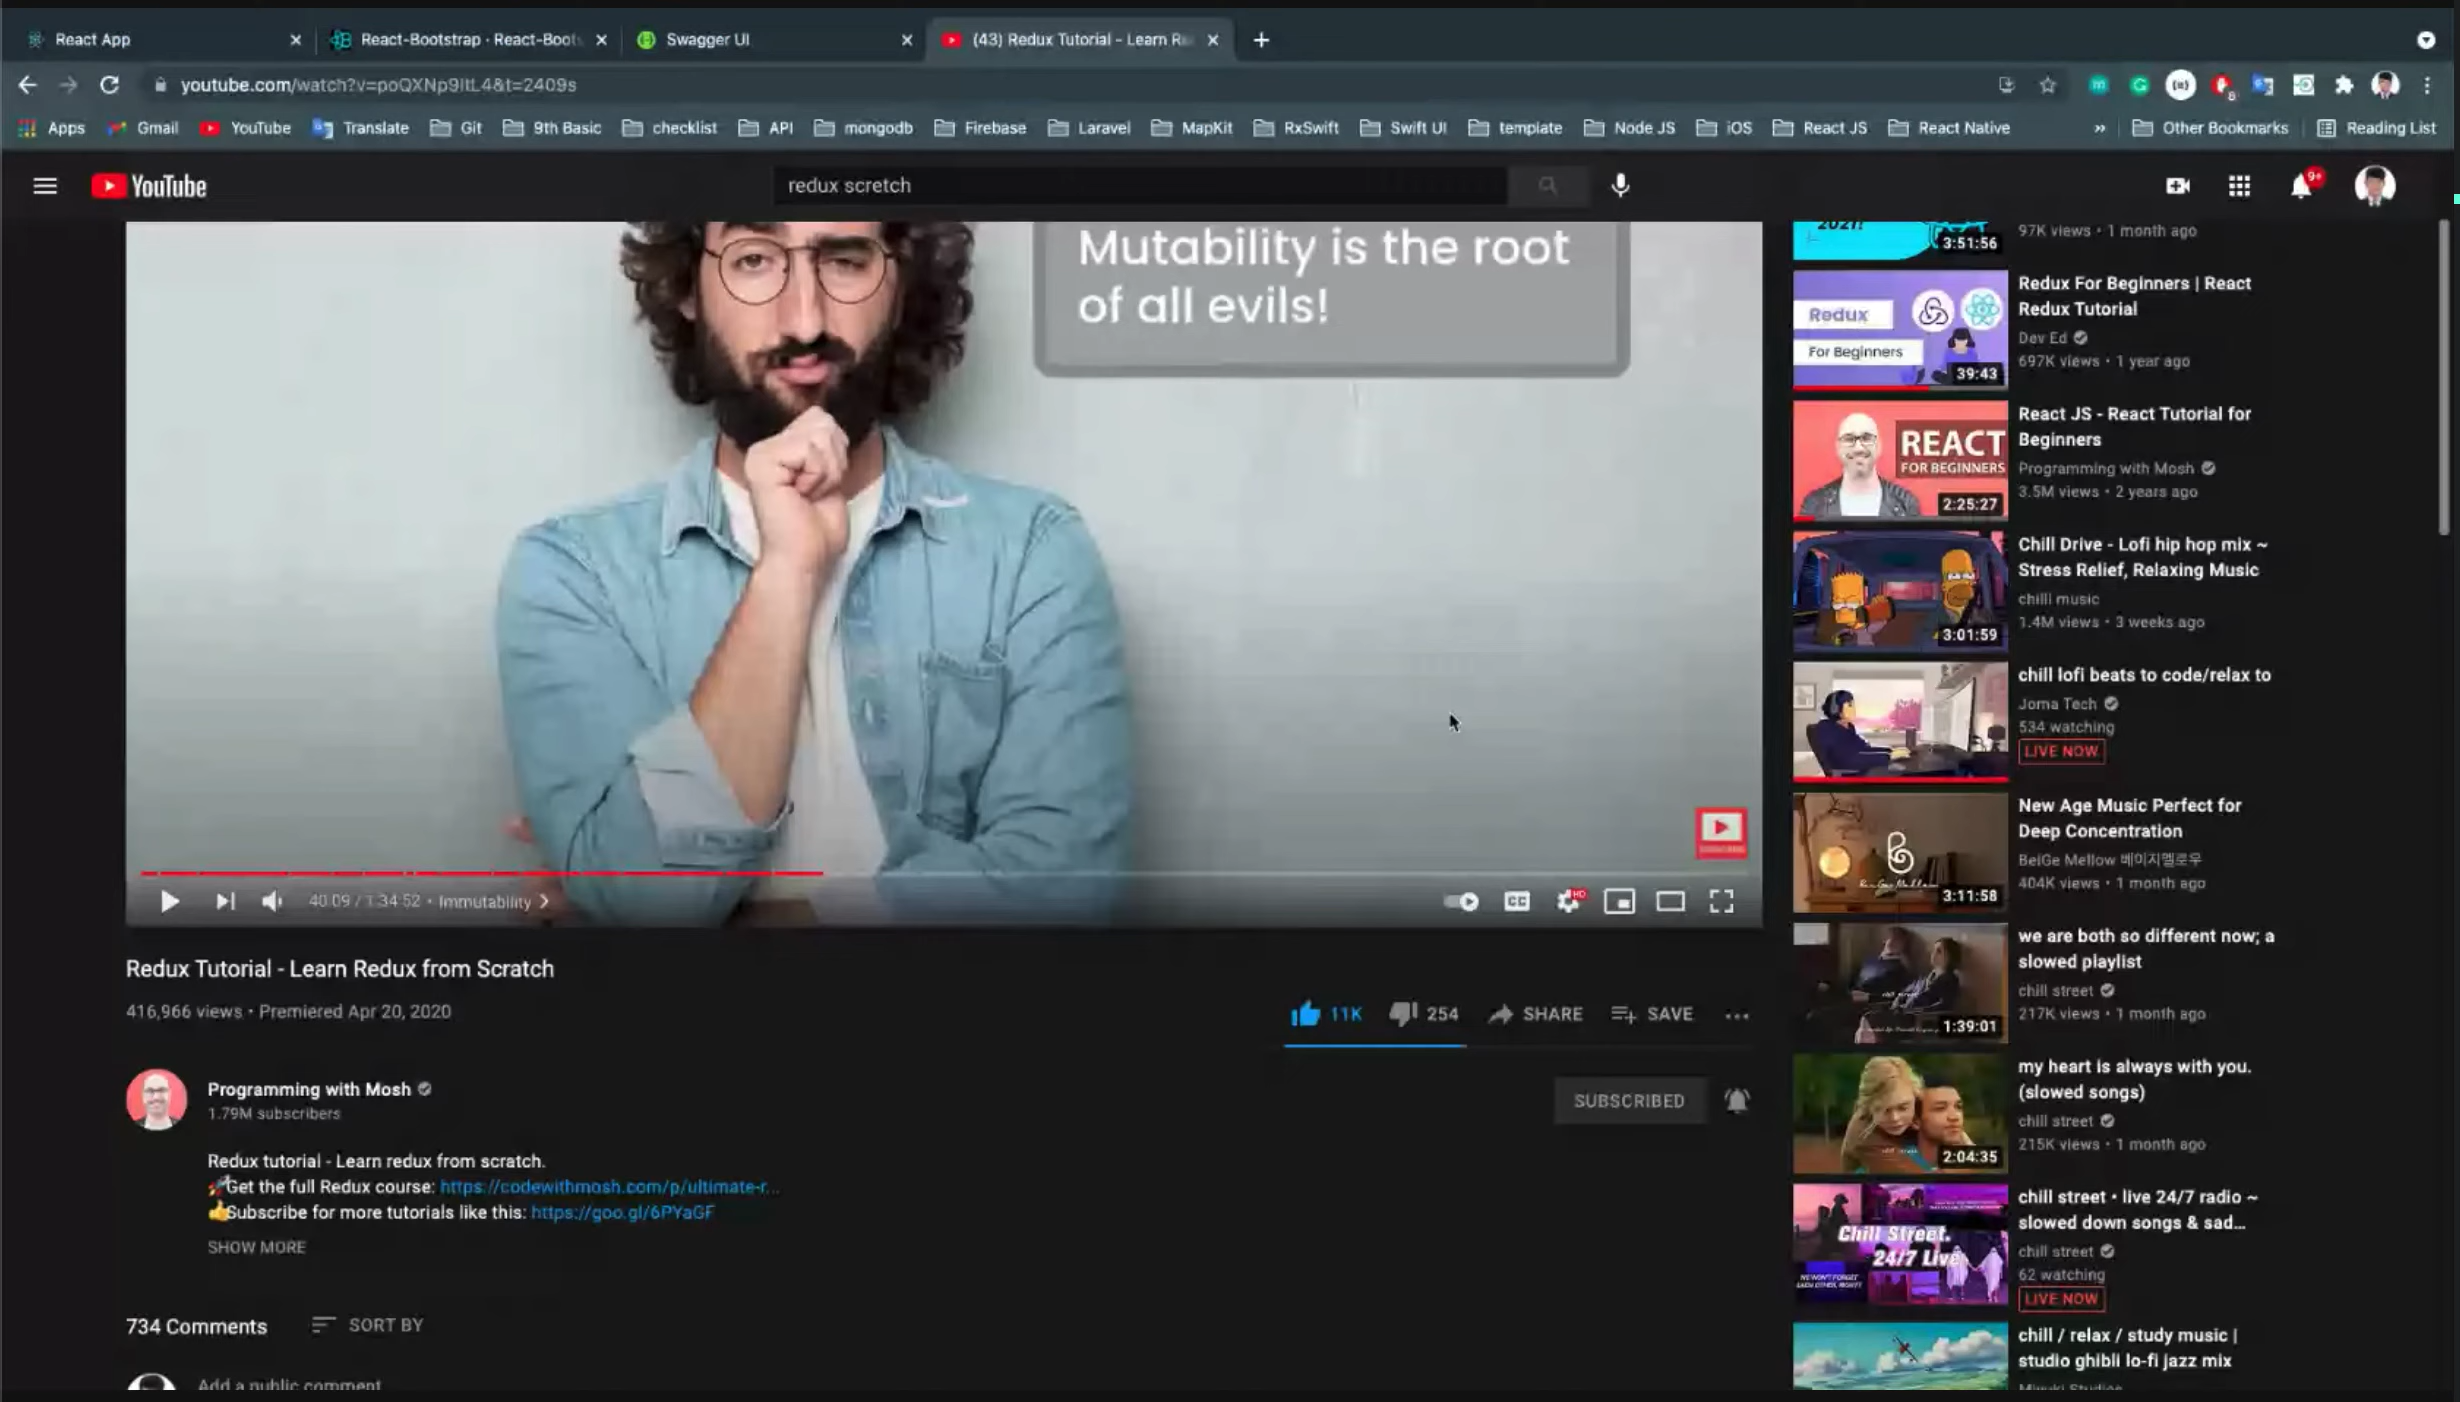 React App
React-Bootstrap · React-Boots
Swagger UI
(43) Redux Tutorial - Learn Re
youtube.com/watch?v=poQXNp9ItL4&t=2409s
Apps
Gmail
YouTube
Translate
Git
9th Basic
checklist
API
mongodb
Firebase
Laravel
MapKit
RxSwift
Swift UI
template
Node JS
iOS
React JS
React Native
»
Other Bookmarks
Reading List
YouTube
redux scretch
9+
Mutability is the root
of all evils!
40:09 / 1:34:52 • Immutability
CC
HD
Redux Tutorial - Learn Redux from Scratch
416,966 views • Premiered Apr 20, 2020
11K
254
SHARE
SAVE
Programming with Mosh
1.79M subscribers
SUBSCRIBED
Redux tutorial - Learn redux from scratch.
🚀Get the full Redux course: https://codewithmosh.com/p/ultimate-r...
👍Subscribe for more tutorials like this: https://goo.gl/6PYaGF
SHOW MORE
734 Comments
SORT BY
Add a public comment
2021!
3:51:56
97K views • 1 month ago
Redux
For Beginners
39:43
Redux For Beginners | React
Redux Tutorial
Dev Ed
697K views • 1 year ago
REACT
FOR BEGINNERS
2:25:27
React JS - React Tutorial for
Beginners
Programming with Mosh
3.5M views • 2 years ago
3:01:59
Chill Drive - Lofi hip hop mix ~
Stress Relief, Relaxing Music
chilli music
1.4M views • 3 weeks ago
chill lofi beats to code/relax to
Joma Tech
534 watching
LIVE NOW
3:11:58
New Age Music Perfect for
Deep Concentration
BeiGe Mellow 베이지멜로우
404K views • 1 month ago
1:39:01
we are both so different now; a
slowed playlist
chill street
217K views • 1 month ago
2:04:35
my heart is always with you.
(slowed songs)
chill street
215K views • 1 month ago
Chill Street.
24/7 Live
chill street • live 24/7 radio ~
slowed down songs & sad...
chill street
62 watching
LIVE NOW
chill / relax / study music |
studio ghibli lo-fi jazz mix